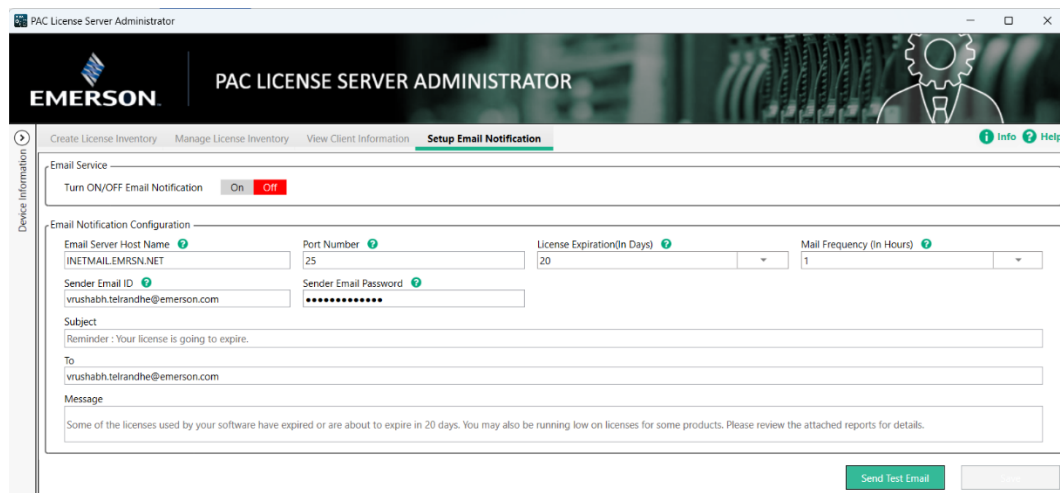 PAC License Server Administrator
EMERSON.
PAC LICENSE SERVER ADMINISTRATOR
Create License Inventory Manage License Inventory View Client Information Setup Email Notification
Info Help
Device Information
Email Service
Turn ON/OFF Email Notification On Off
Email Notification Configuration
Email Server Host Name Port Number License Expiration(In Days) Mail Frequency (In Hours)
INETMAIL.EMRSN.NET 25 20 1
Sender Email ID Sender Email Password
vrushabh.telrandhe@emerson.com •••••••••••••
Subject
Reminder : Your license is going to expire.
To
vrushabh.telrandhe@emerson.com
Message
Some of the licenses used by your software have expired or are about to expire in 20 days. You may also be running low on licenses for some products. Please review the attached reports for details.
Send Test Email